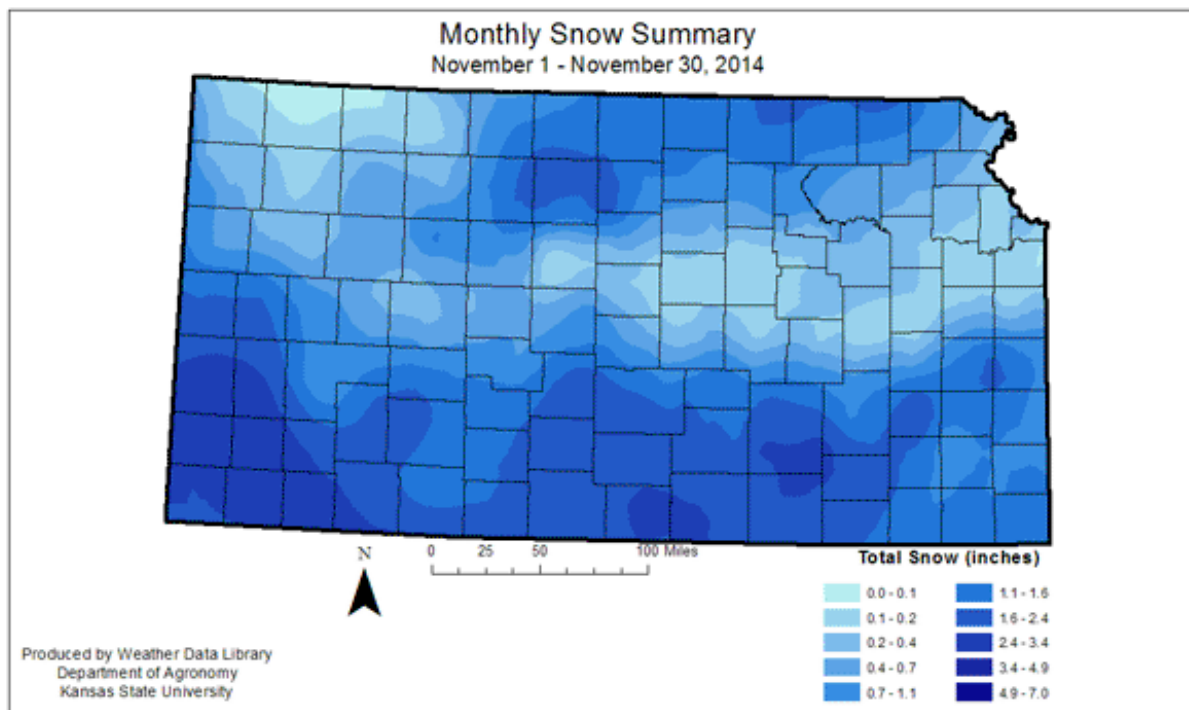 Monthly Snow Summary
November 1 - November 30, 2014
N
0 25 50 100 Miles
Total Snow (inches)
0.0 - 0.1 1.1 - 1.6
0.1 - 0.2 1.6 - 2.4
0.2 - 0.4 2.4 - 3.4
0.4 - 0.7 3.4 - 4.9
0.7 - 1.1 4.9 - 7.0
Produced by Weather Data Library
Department of Agronomy
Kansas State University